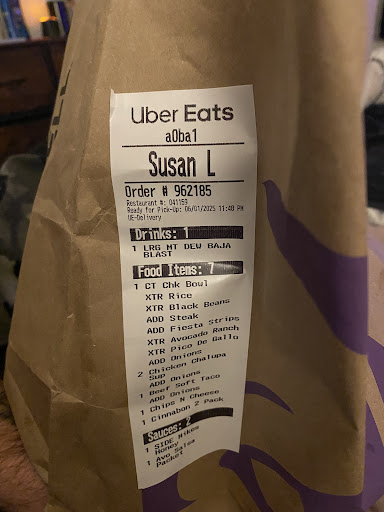 Uber Eats
a0ba1
Susan L
Order # 962185
Restaurant #: 041153
Ready for Pick-Up: 06/01/2025 11:40 PM
UE-Delivery
Drinks: 1
1 LRG MT DEW BAJA
BLAST
Food Items: 7
1 CT Chk Bowl
XTR Rice
XTR Black Beans
ADD Steak
ADD Fiesta Strips
XTR Avocado Ranch
XTR Pico De Gallo
ADD Onions
2 Chicken Chalupa
Sup
ADD Onions
1 Beef Soft Taco
ADD Onions
1 Chips N Cheese
1 Cinnabon 2 Pack
Sauces: 2
1 SIDE Mikes
Honey
1 Avo Salsa
Packet